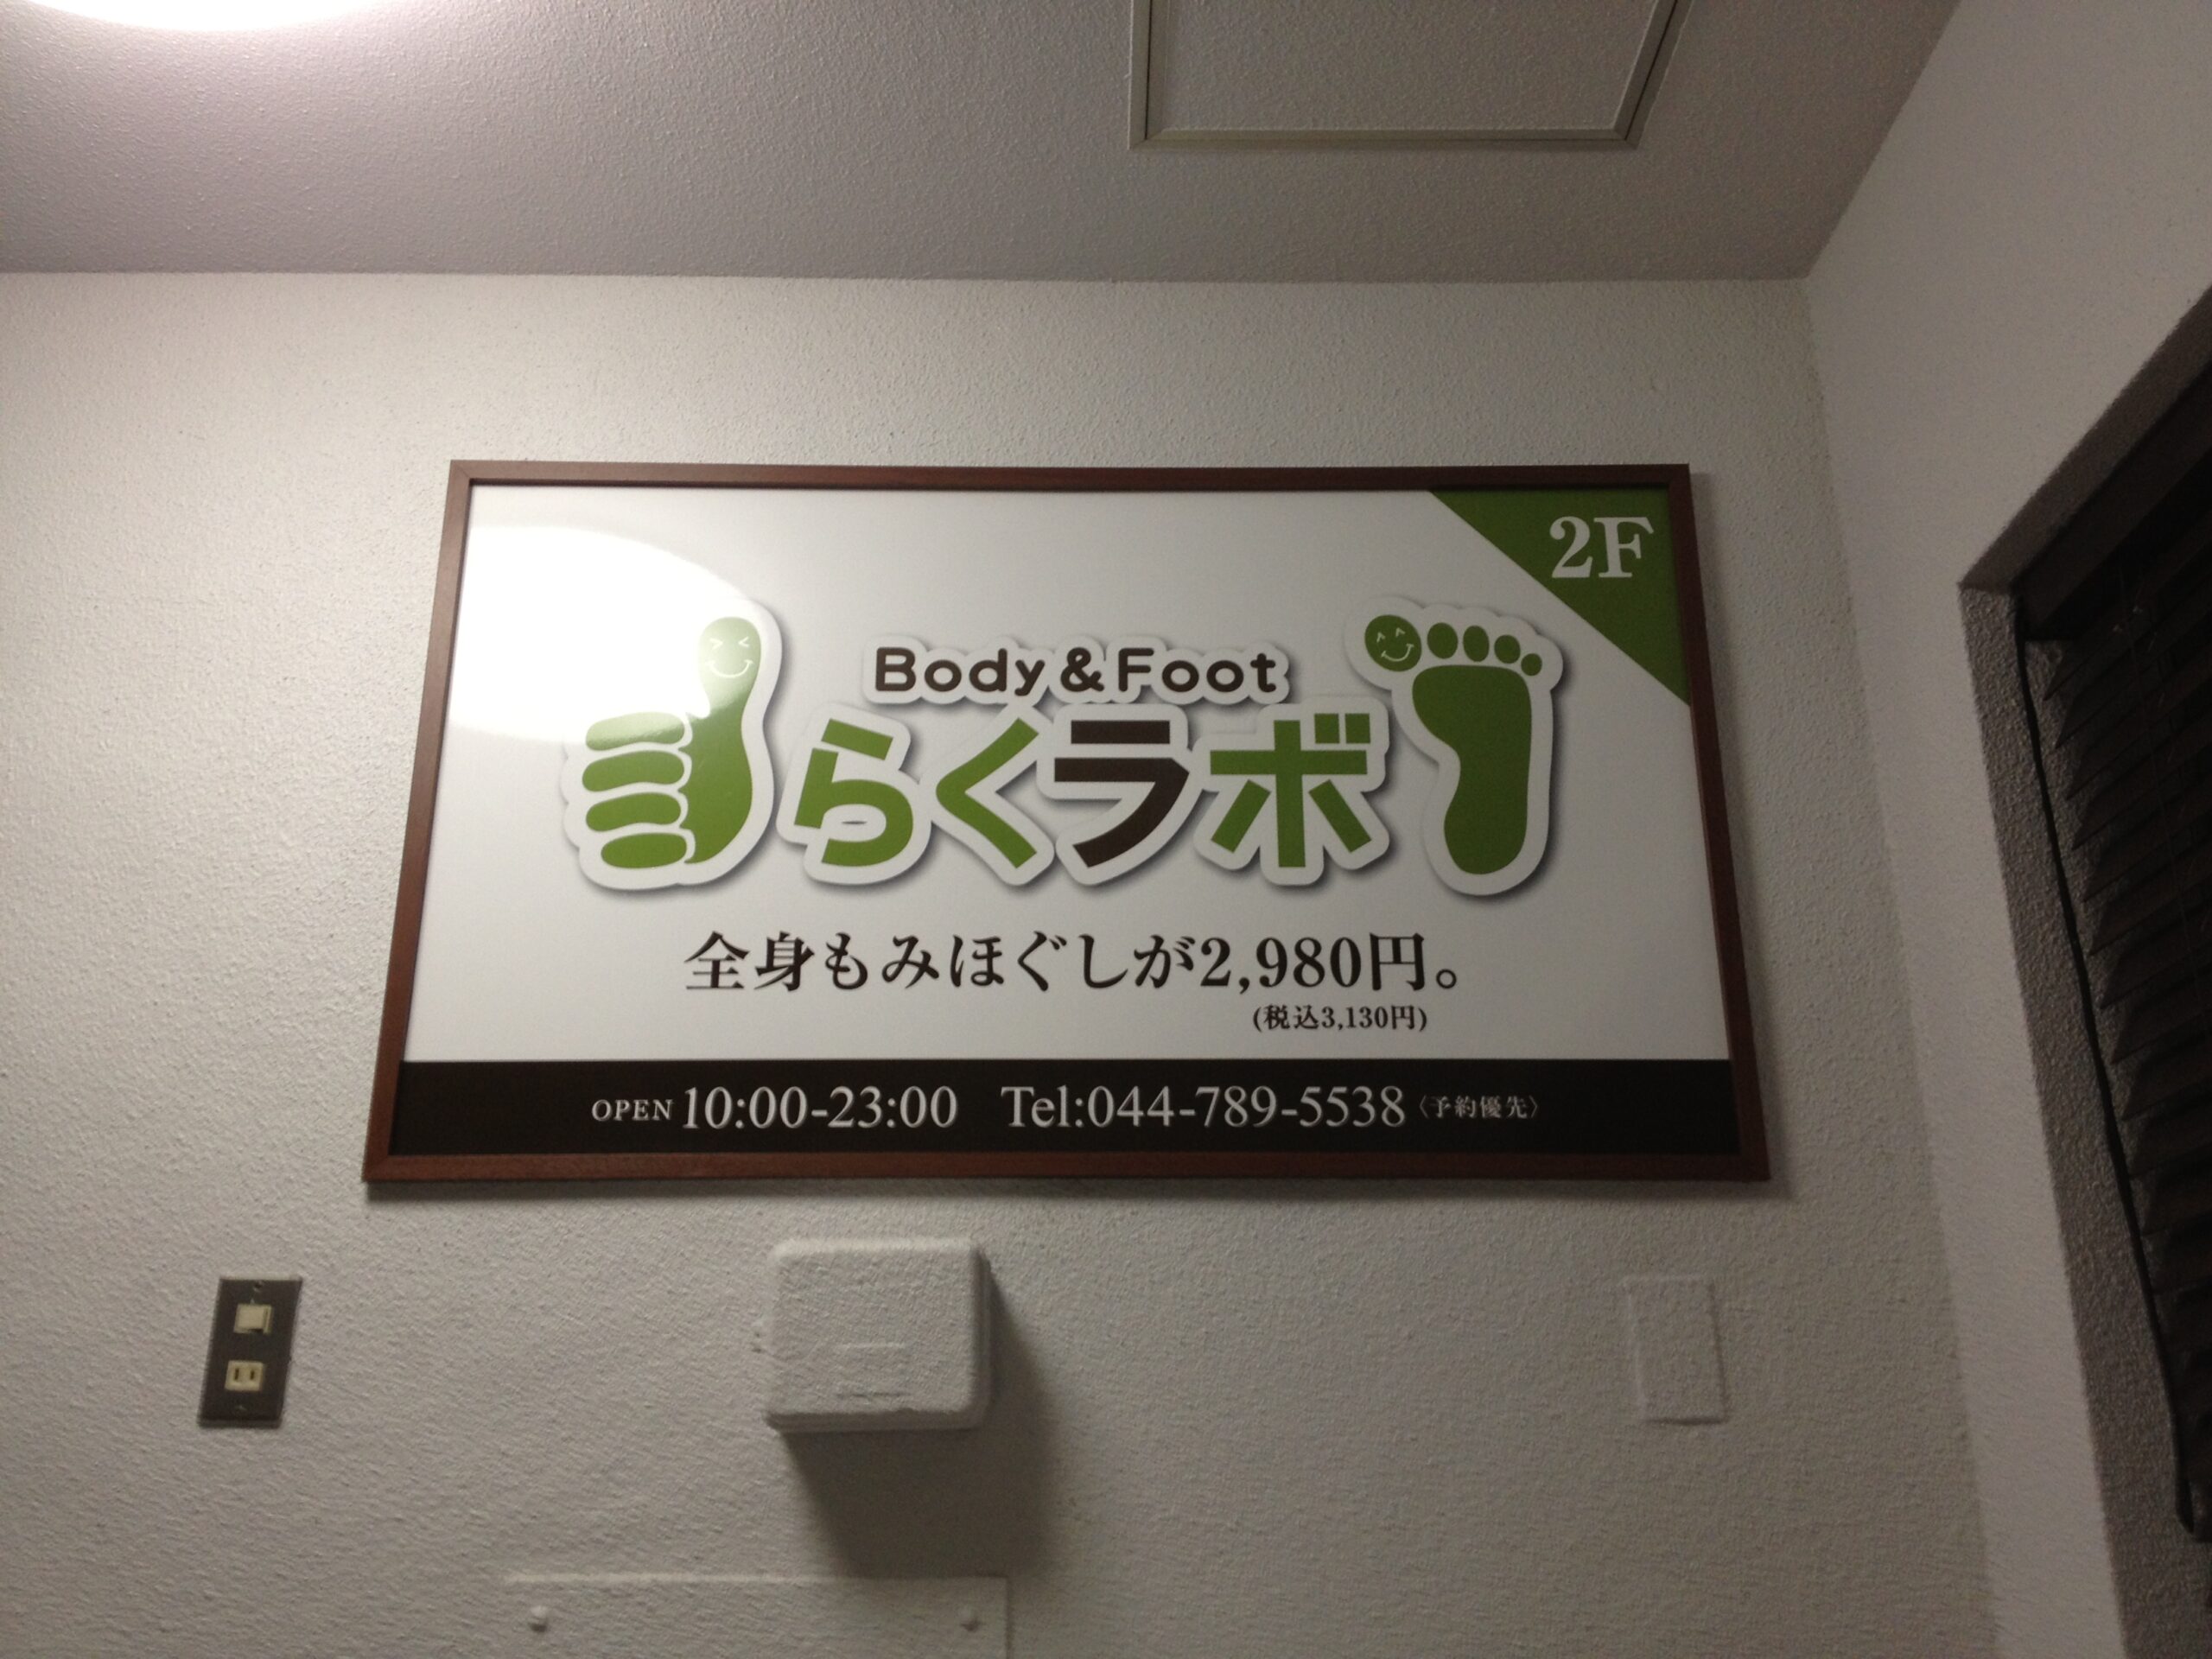 2F
Body&Foot
らくラボ
全身もみほぐしが2,980円。
(税込3,130円)
OPEN 10:00-23:00 Tel:044-789-5538〈予約優先〉